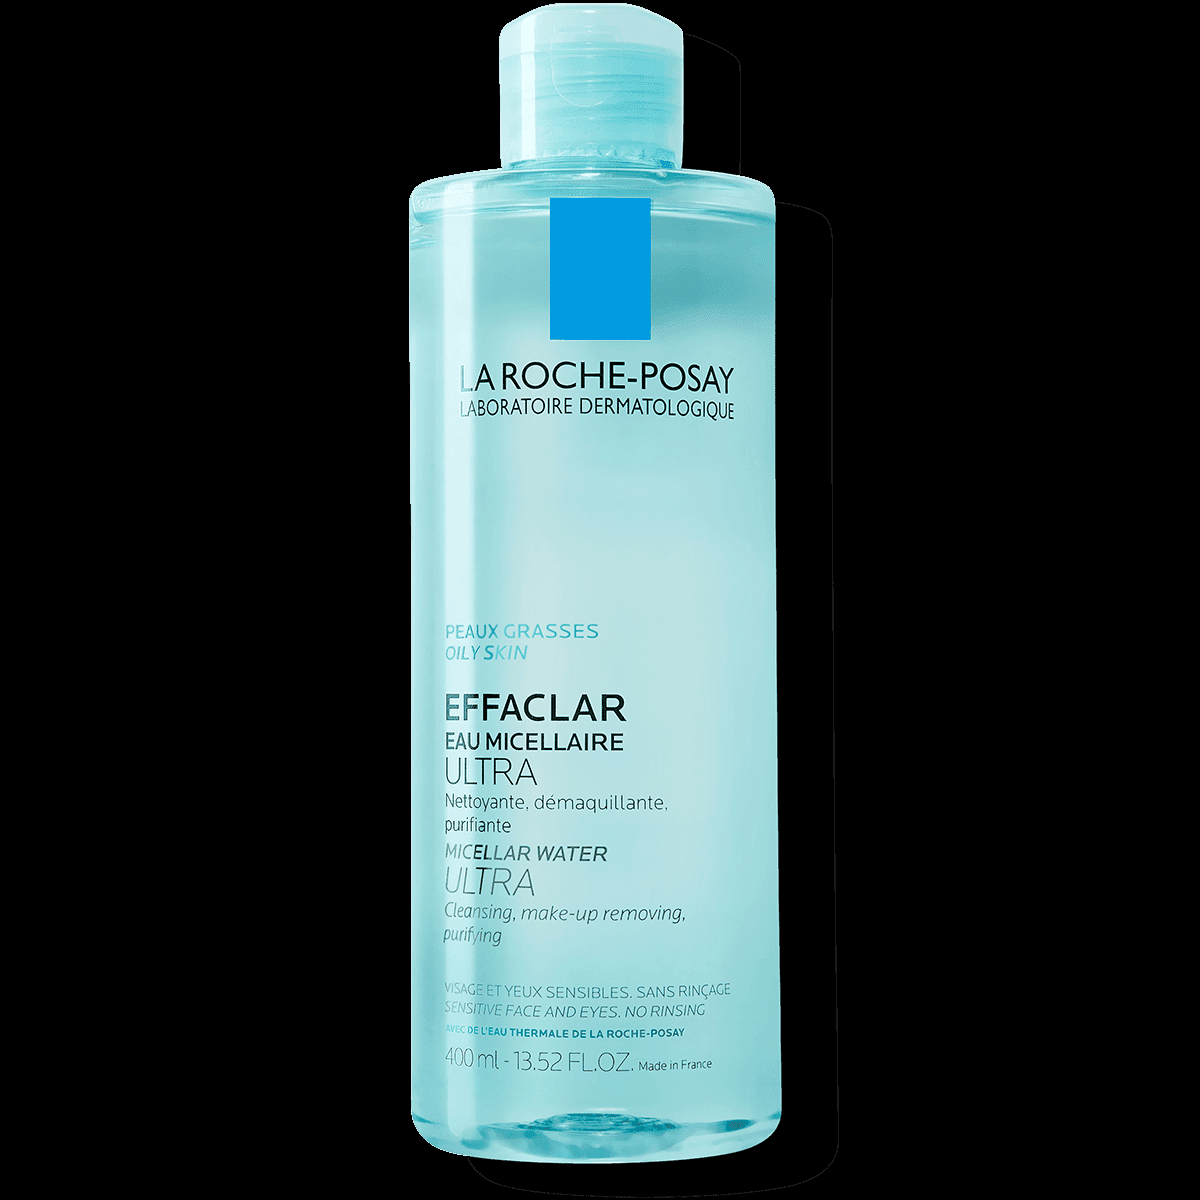 LA ROCHE-POSAY
LABORATOIRE DERMATOLOGIQUE
PEAUX GRASSES
OILY SKIN
EFFACLAR
EAU MICELLAIRE
ULTRA
Nettoyante, démaquillante,
purifiante
MICELLAR WATER
ULTRA
Cleansing, make-up removing,
purifying
VISAGE ET YEUX SENSIBLES. SANS RINÇAGE
SENSITIVE FACE AND EYES. NO RINSING
AVEC DE L'EAU THERMALE DE LA ROCHE-POSAY
400 ml - 13.52 FL.OZ. Made in France